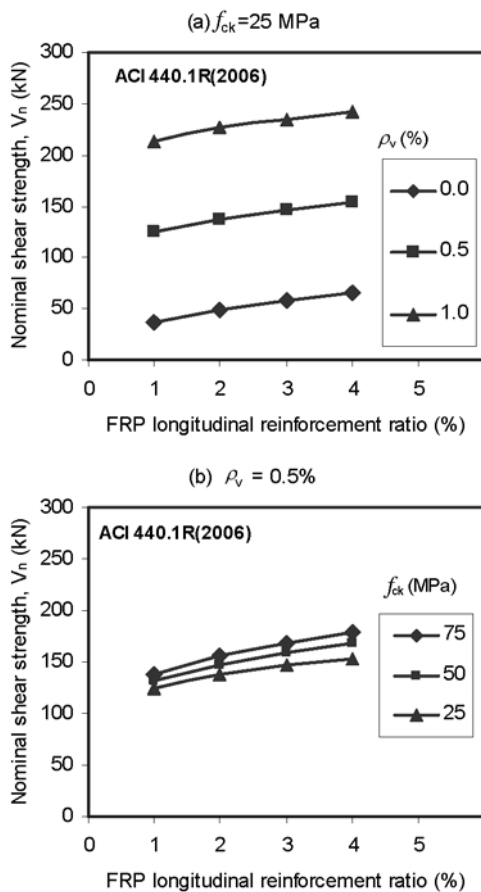 (a) fck=25 MPa
Nominal shear strength, Vn (kN)
300
250
200
150
100
50
0
ACI 440.1R(2006)
ρv (%)
0.0
0.5
1.0
0 1 2 3 4 5
FRP longitudinal reinforcement ratio (%)
(b) ρv = 0.5%
Nominal shear strength, Vn (kN)
300
250
200
150
100
50
0
ACI 440.1R(2006)
fck (MPa)
75
50
25
0 1 2 3 4 5
FRP longitudinal reinforcement ratio (%)